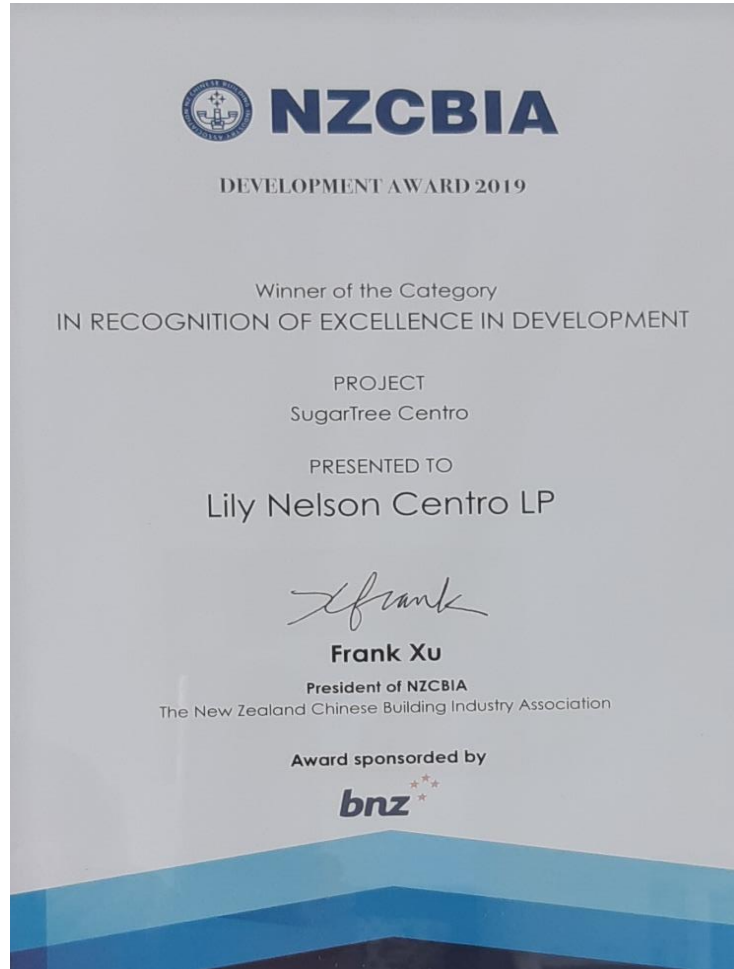 NZCBIA
DEVELOPMENT AWARD 2019
Winner of the Category
IN RECOGNITION OF EXCELLENCE IN DEVELOPMENT
PROJECT
SugarTree Centro
PRESENTED TO
Lily Nelson Centro LP
Xfrank
Frank Xu
President of NZCBIA
The New Zealand Chinese Building Industry Association
Award sponsorded by
bnz